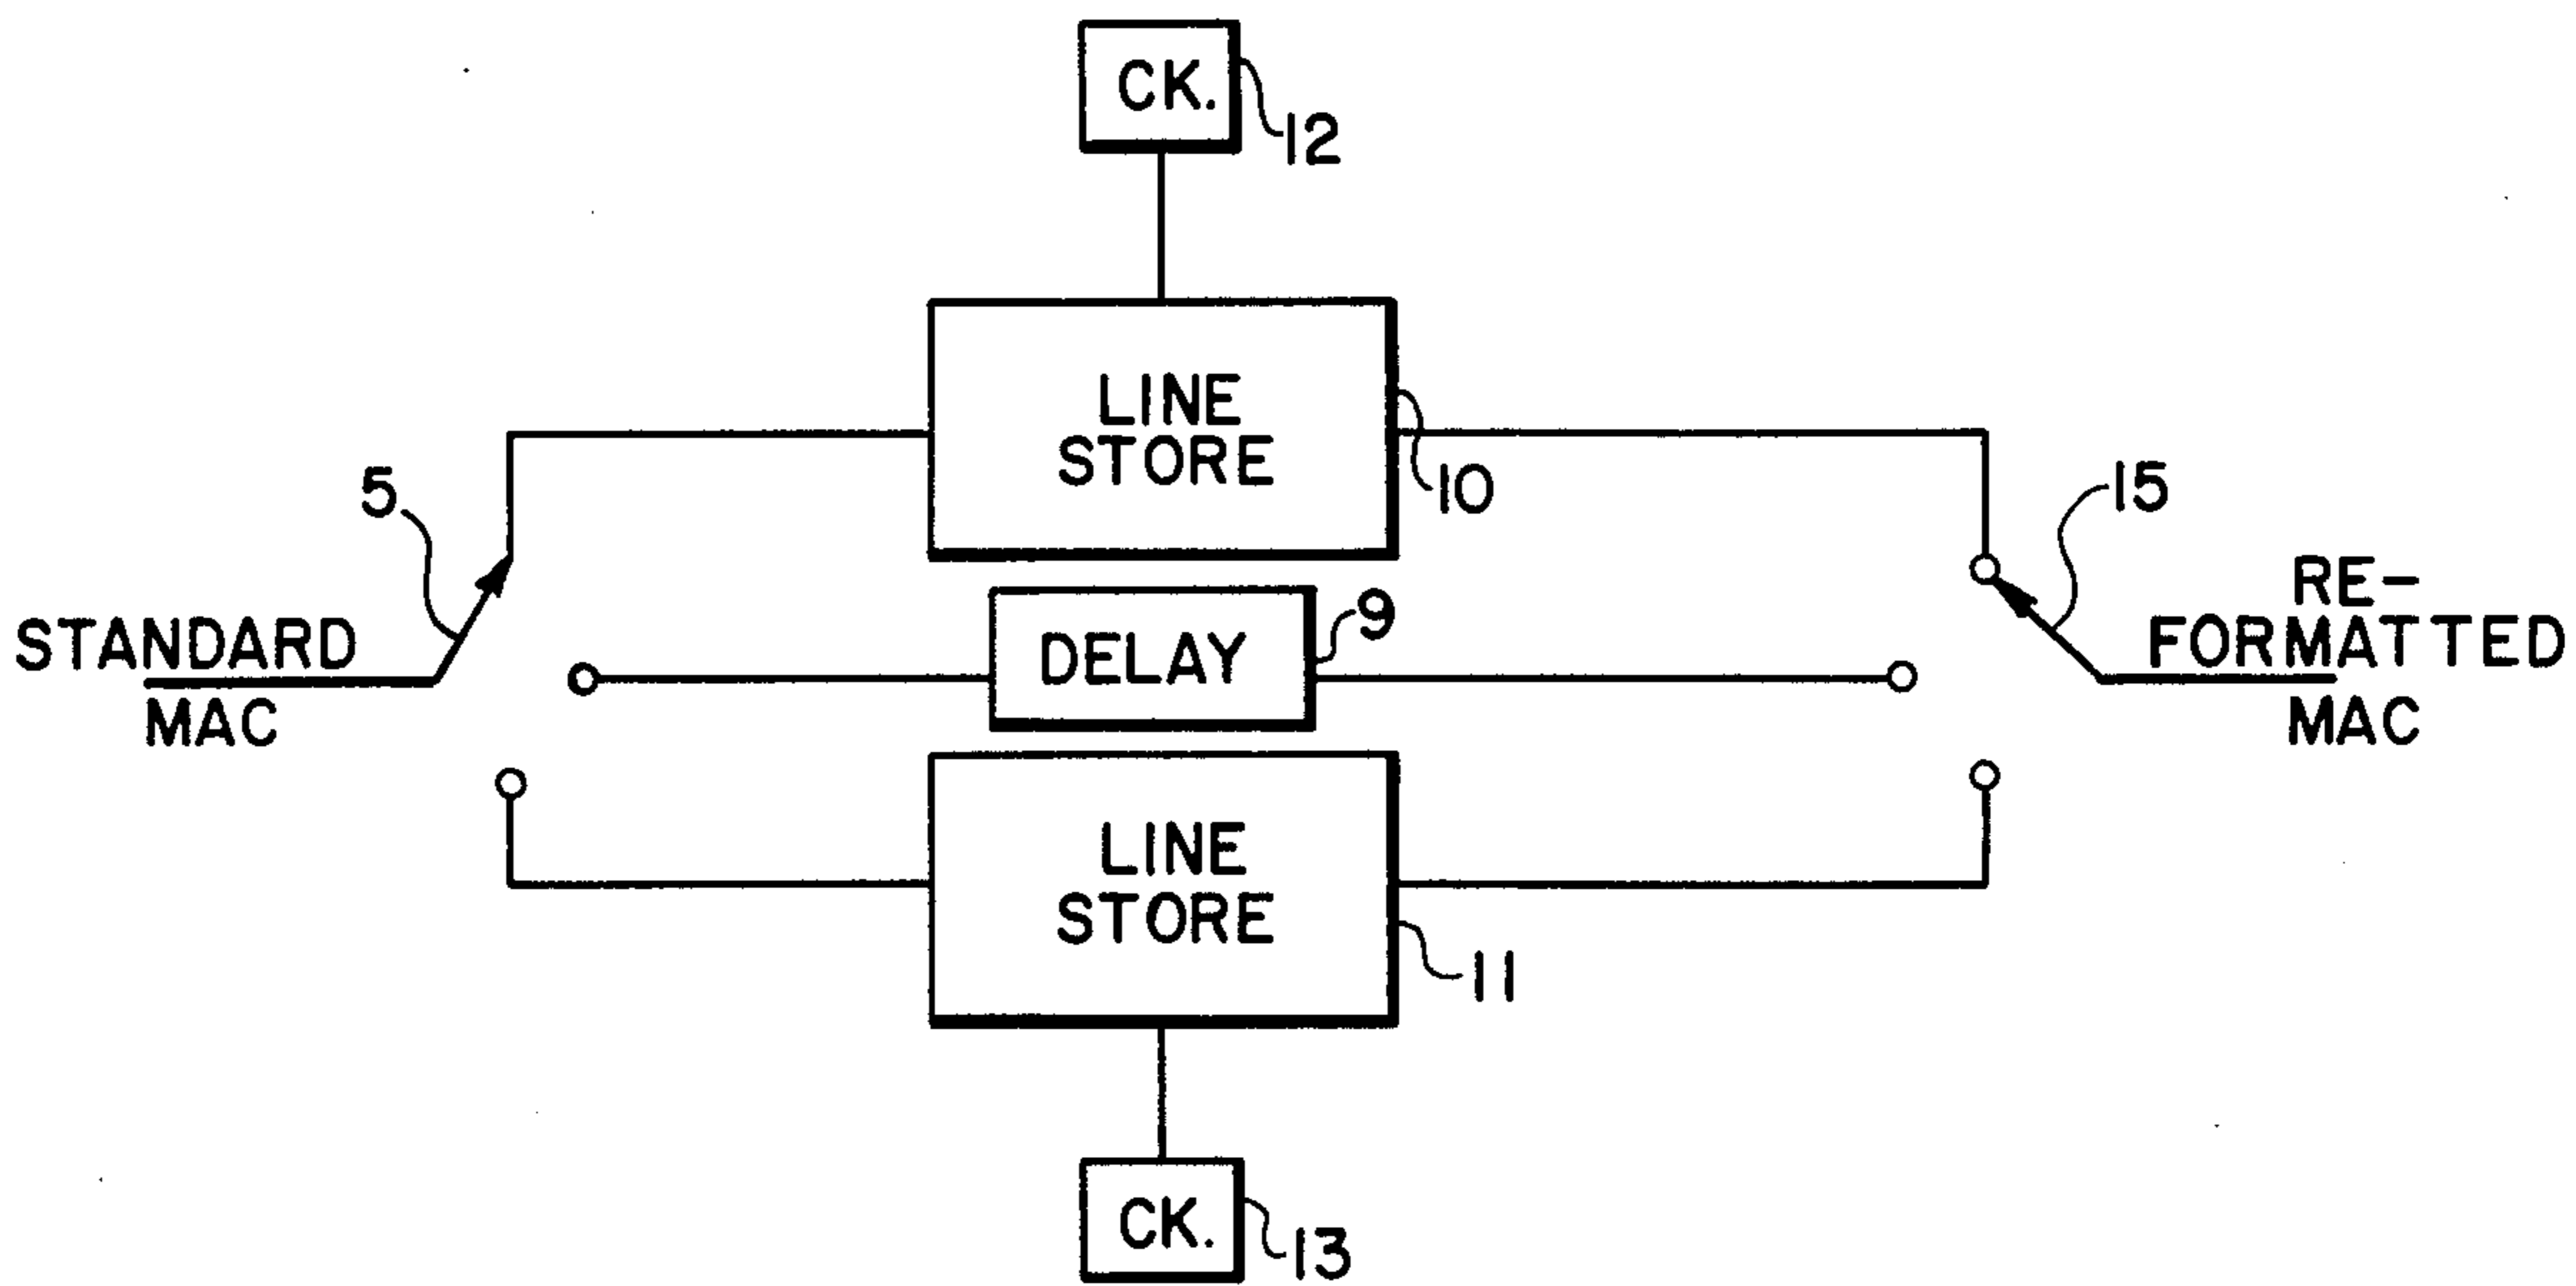 CK.
12
LINE
STORE
10
5
15
STANDARD
MAC
DELAY
9
RE-
FORMATTED
MAC
LINE
STORE
11
CK.
13